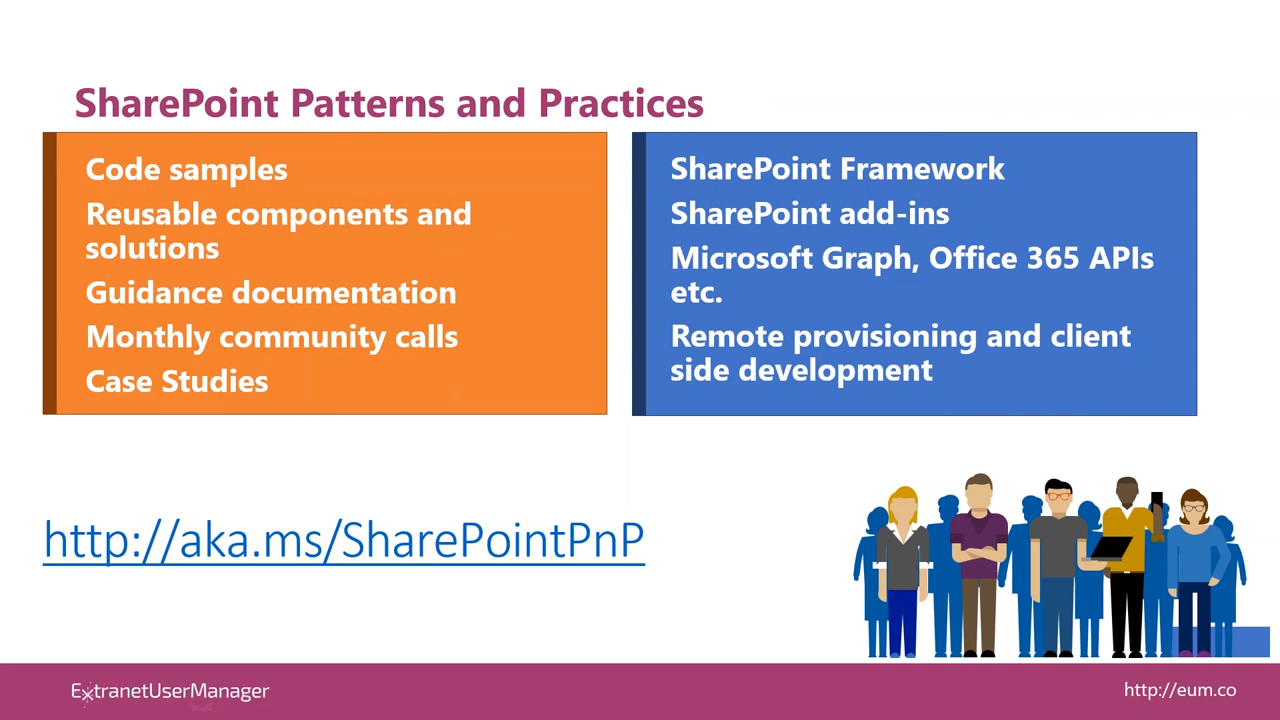 SharePoint Patterns and Practices
Code samples
Reusable components and
solutions
Guidance documentation
Monthly community calls
Case Studies
SharePoint Framework
SharePoint add-ins
Microsoft Graph, Office 365 APIs
etc.
Remote provisioning and client
side development
http://aka.ms/SharePointPnP
ExtranetUserManager
http://eum.co